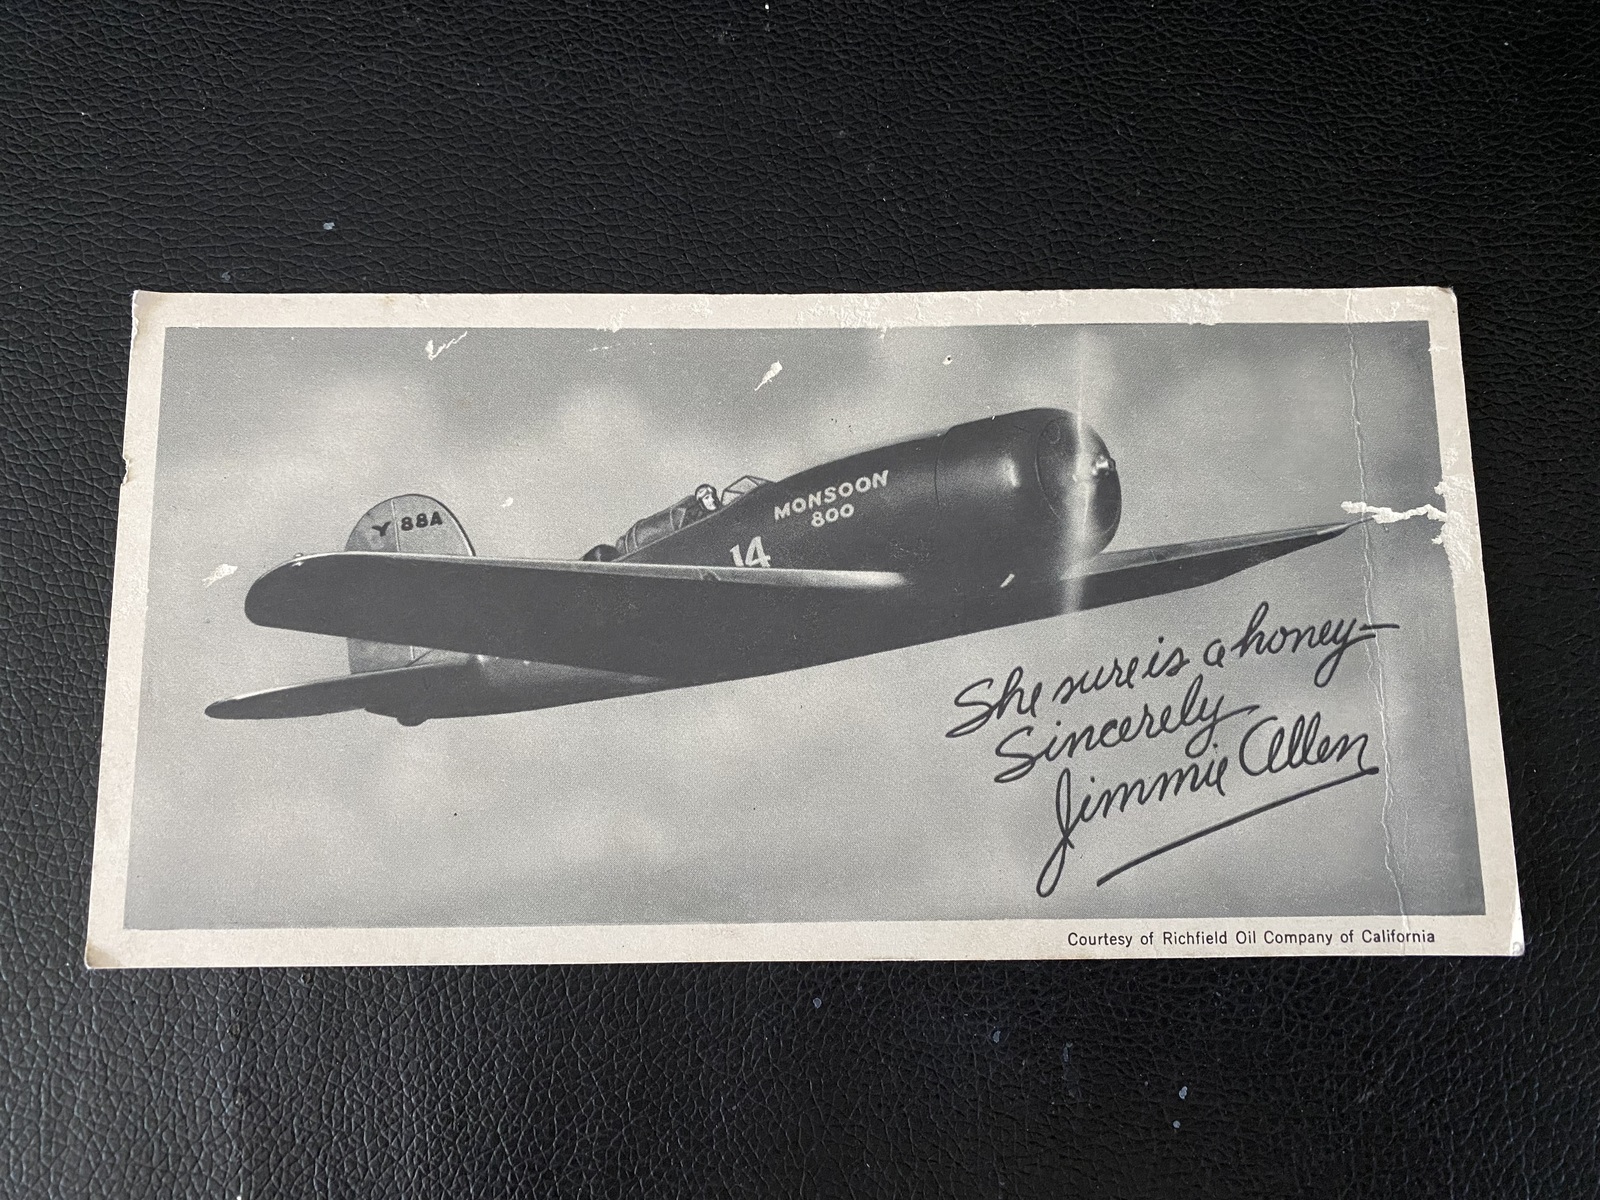 88A
MONSOON
800
14
She sure is a honey—
Sincerely
Jimmie Allen
Courtesy of Richfield Oil Company of California